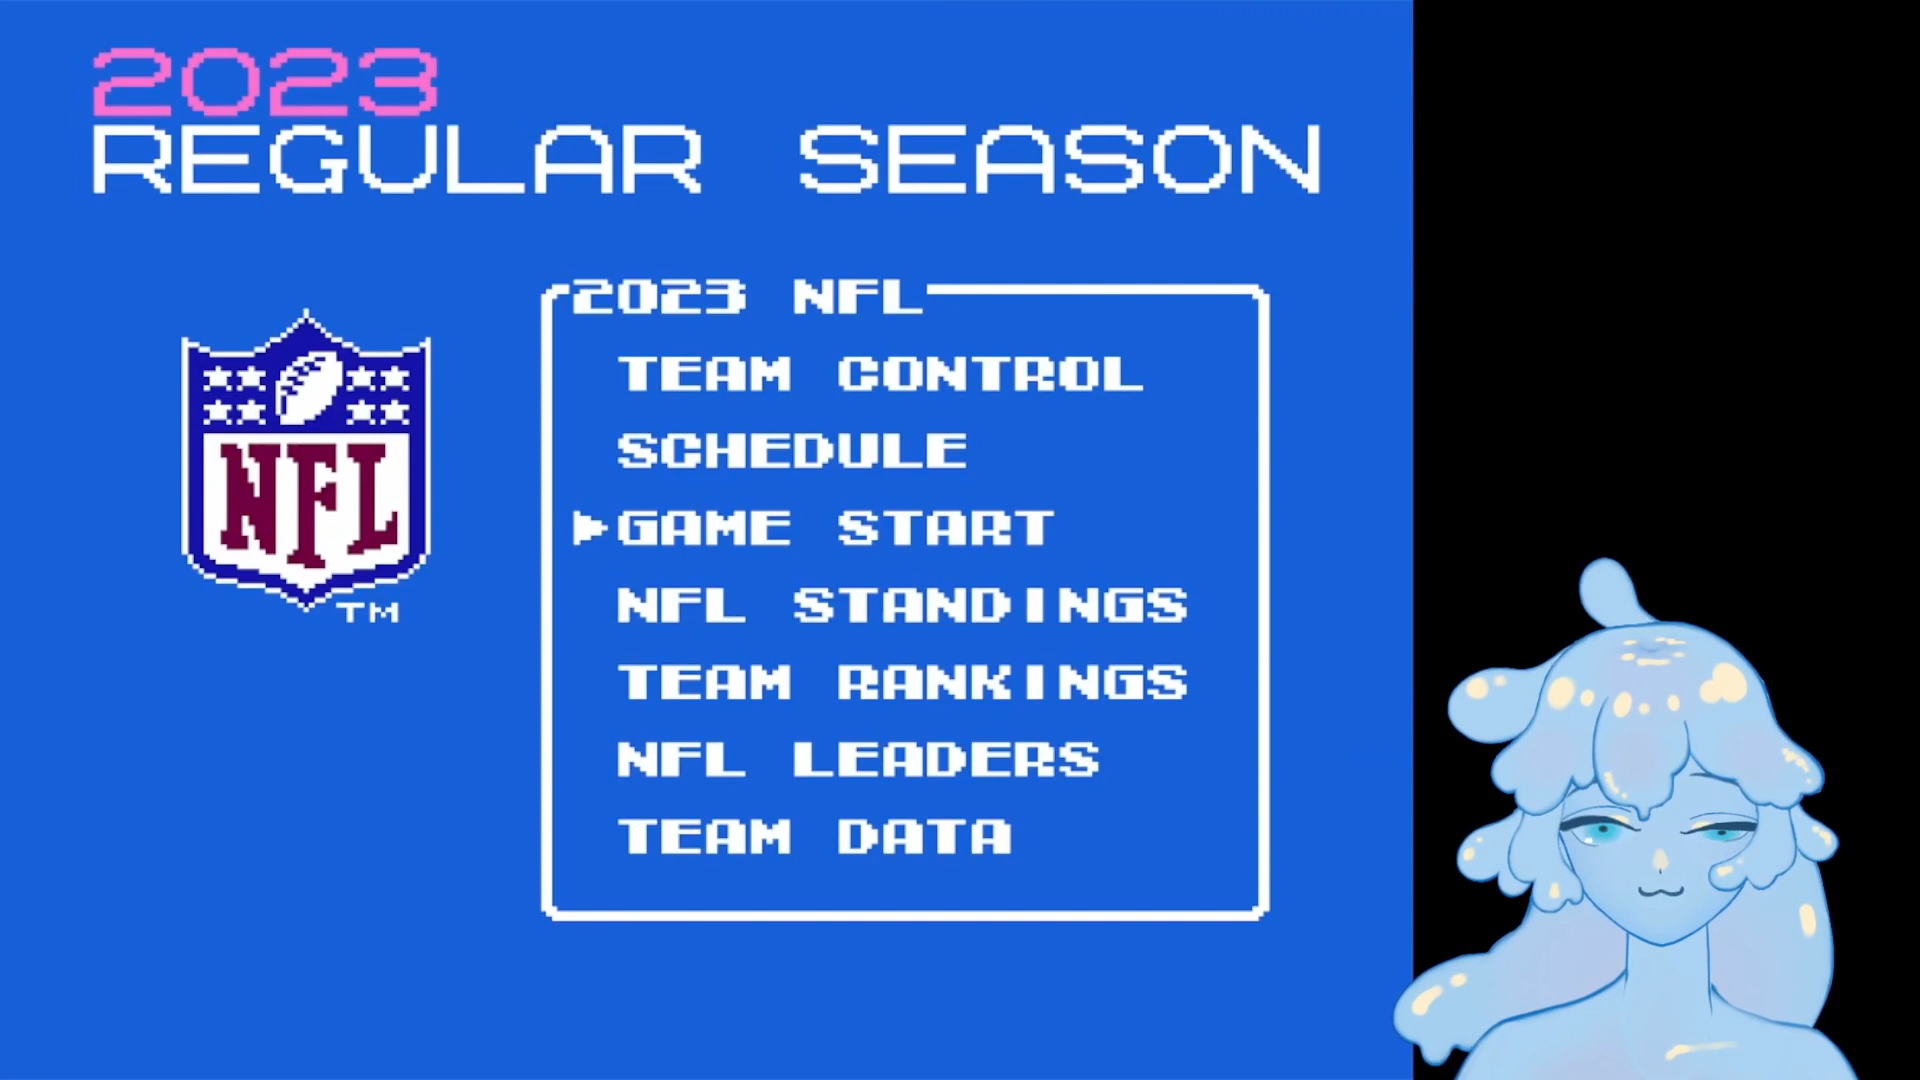 2023
REGULAR SEASON
2023 NFL
TEAM CONTROL
SCHEDULE
▶GAME START
NFL STANDINGS
TEAM RANKINGS
NFL LEADERS
TEAM DATA
NFL
TM